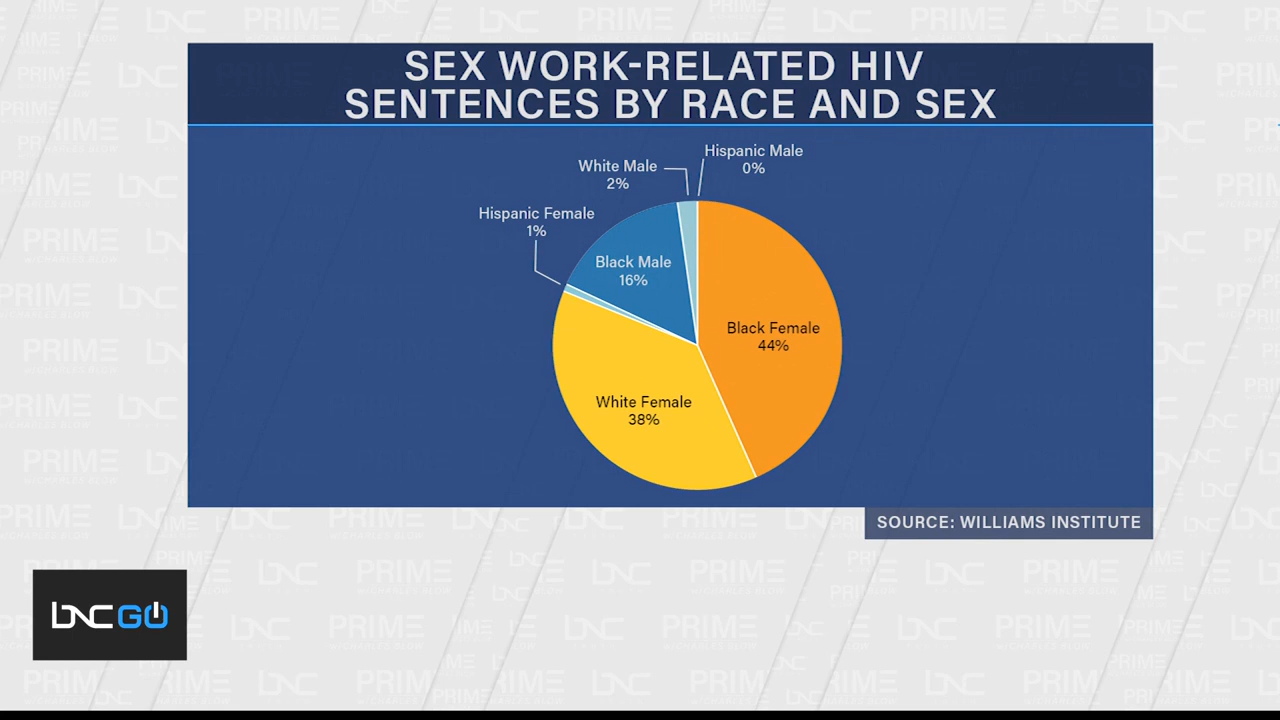 SEX WORK-RELATED HIV
SENTENCES BY RACE AND SEX
Hispanic Male
0%
White Male
2%
Hispanic Female
1%
Black Male
16%
Black Female
44%
White Female
38%
SOURCE: WILLIAMS INSTITUTE
BNC GO